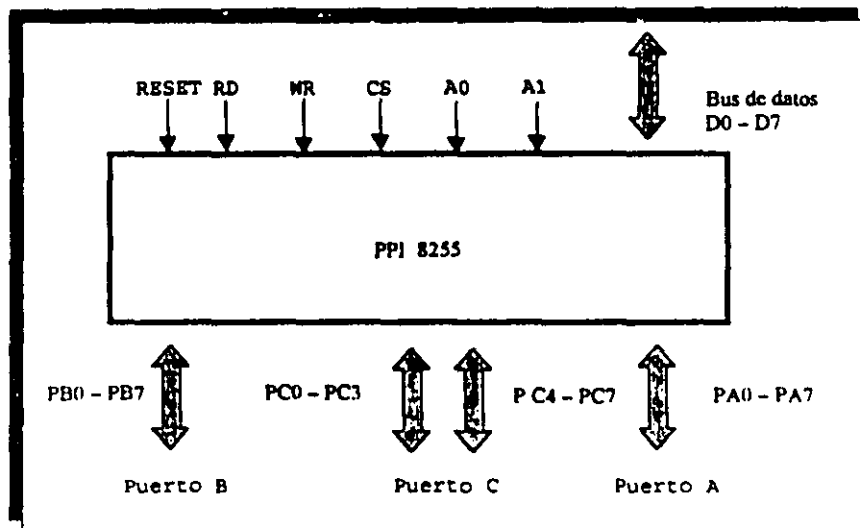 RESET RD WR CS A0 A1
Bus de datos
D0 – D7
PPI 8255
PB0 – PB7 PC0 – PC3 PC4 – PC7 PA0 – PA7
Puerto B Puerto C Puerto A